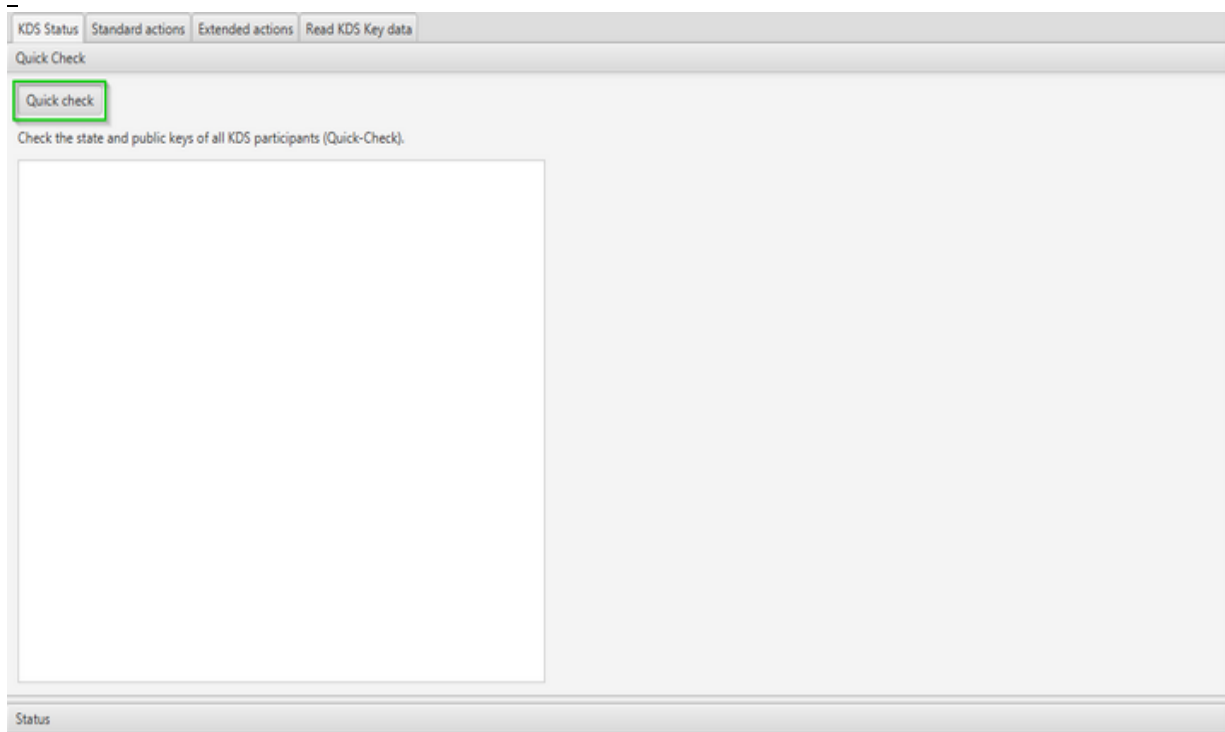 KDS Status Standard actions Extended actions Read KDS Key data
Quick Check
Quick check
Check the state and public keys of all KDS participants (Quick-Check).
Status